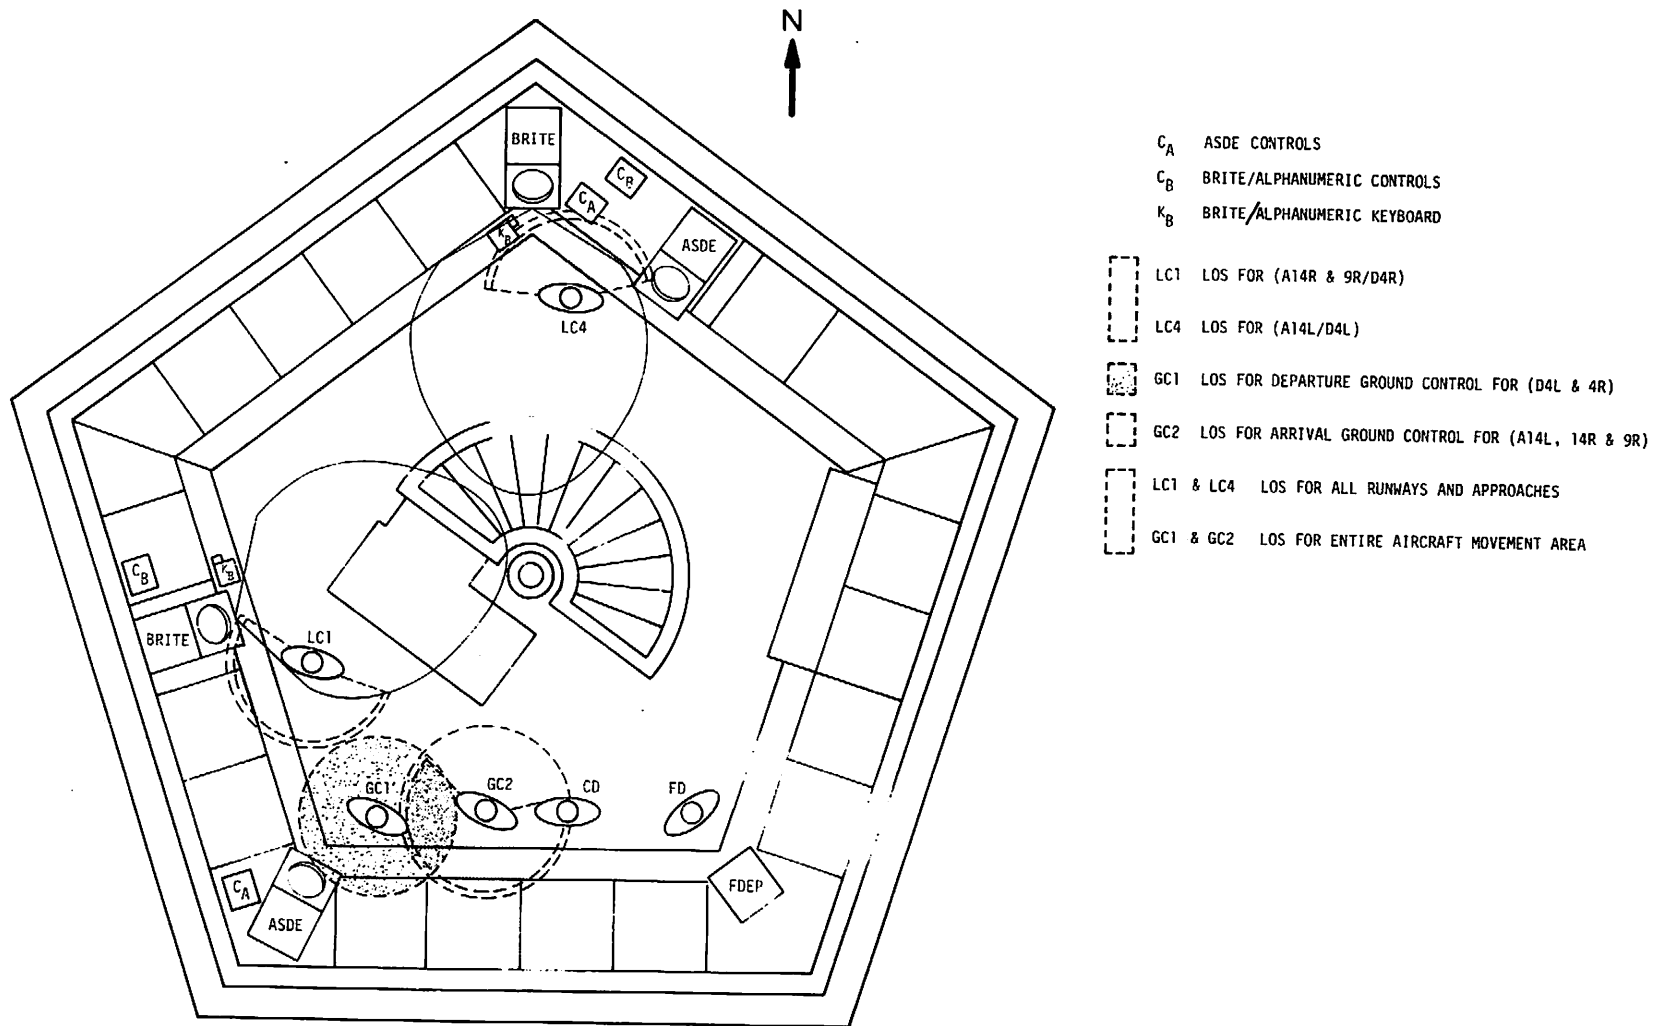 N
BRITE
C_B
C_A
K_B
ASDE
LC4
C_B
K_B
BRITE
LC1
GC1
GC2
CD
FD
C_A
ASDE
FDEP
C_A ASDE CONTROLS
C_B BRITE/ALPHANUMERIC CONTROLS
K_B BRITE/ALPHANUMERIC KEYBOARD
LC1 LOS FOR (A14R & 9R/D4R)
LC4 LOS FOR (A14L/D4L)
GC1 LOS FOR DEPARTURE GROUND CONTROL FOR (D4L & 4R)
GC2 LOS FOR ARRIVAL GROUND CONTROL FOR (A14L, 14R & 9R)
LC1 & LC4 LOS FOR ALL RUNWAYS AND APPROACHES
GC1 & GC2 LOS FOR ENTIRE AIRCRAFT MOVEMENT AREA